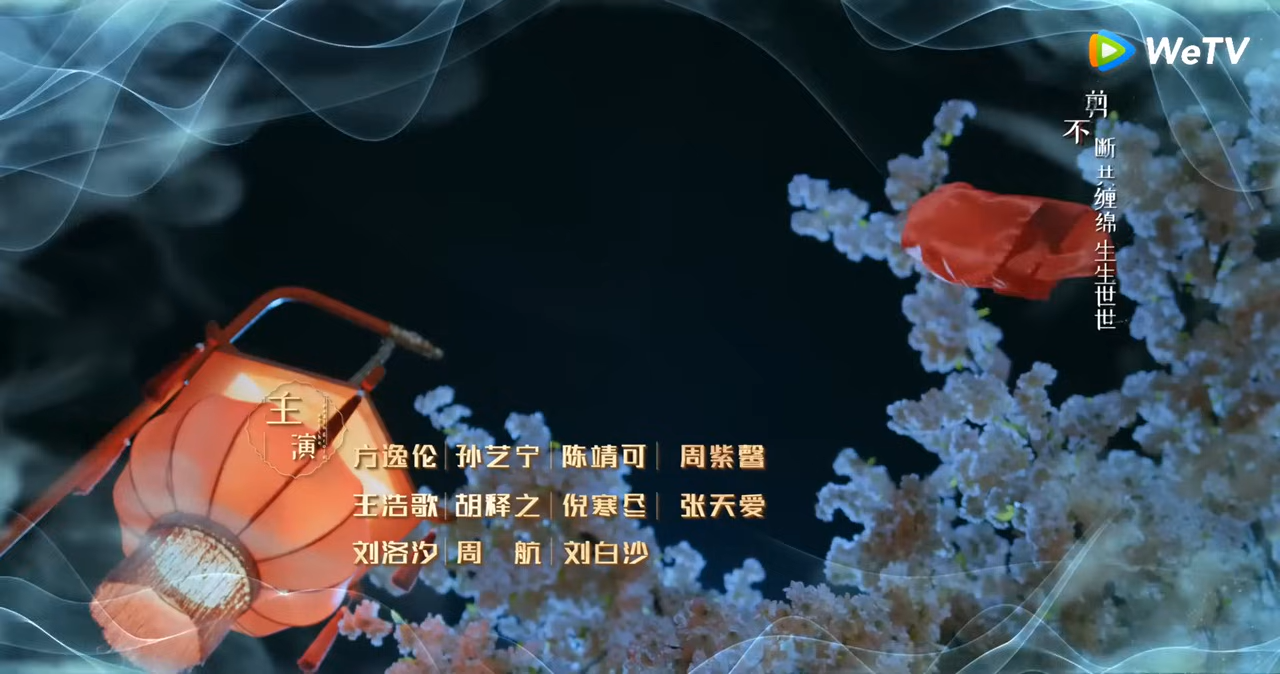 WeTV
剪不断共缠绵生生世世
主演
方逸伦 孙艺宁 陈靖可 周紫馨
王浩歌 胡释之 倪寒尽 张天爱
刘洛汐 周航 刘白沙